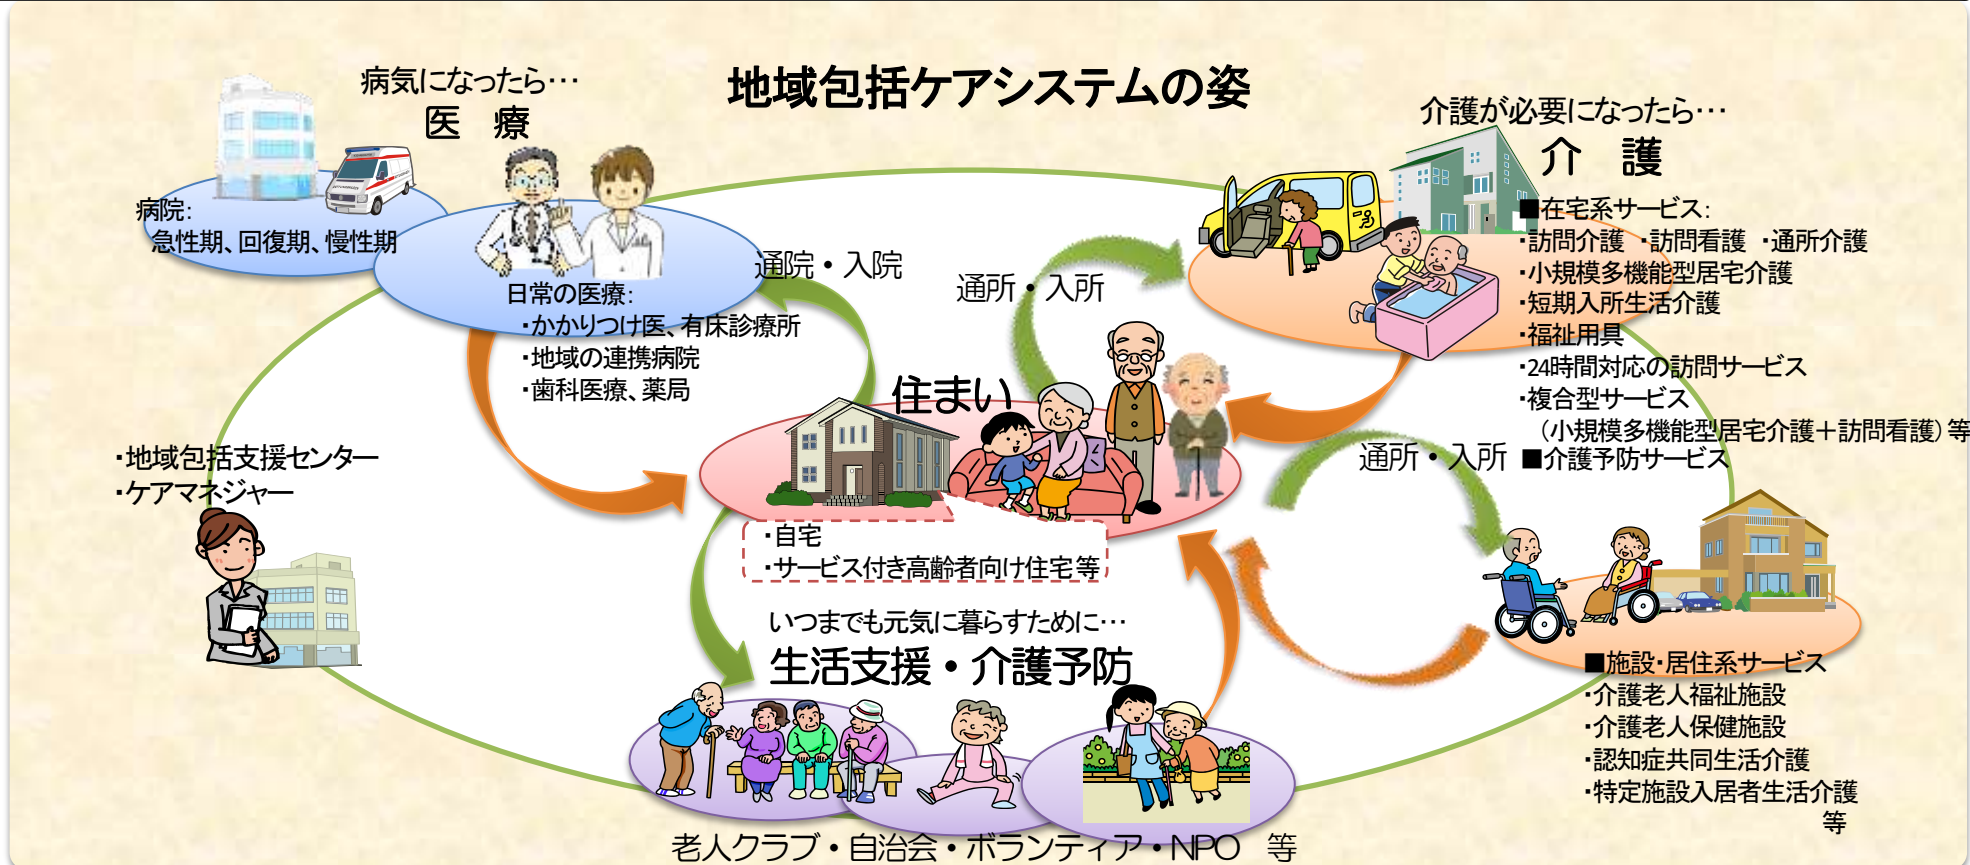 地域包括ケアシステムの姿
病気になったら…
医 療
病院:
急性期、回復期、慢性期
日常の医療:
・かかりつけ医、有床診療所
・地域の連携病院
・歯科医療、薬局
通院・入院
通所・入所
介護が必要になったら…
介 護
■在宅系サービス:
・訪問介護 ・訪問看護 ・通所介護
・小規模多機能型居宅介護
・短期入所生活介護
・福祉用具
・24時間対応の訪問サービス
・複合型サービス
(小規模多機能型居宅介護+訪問看護)等
■介護予防サービス
通所・入所
住まい
・自宅
・サービス付き高齢者向け住宅等
・地域包括支援センター
・ケアマネジャー
いつまでも元気に暮らすために…
生活支援・介護予防
■施設・居住系サービス
・介護老人福祉施設
・介護老人保健施設
・認知症共同生活介護
・特定施設入居者生活介護
等
老人クラブ・自治会・ボランティア・NPO 等